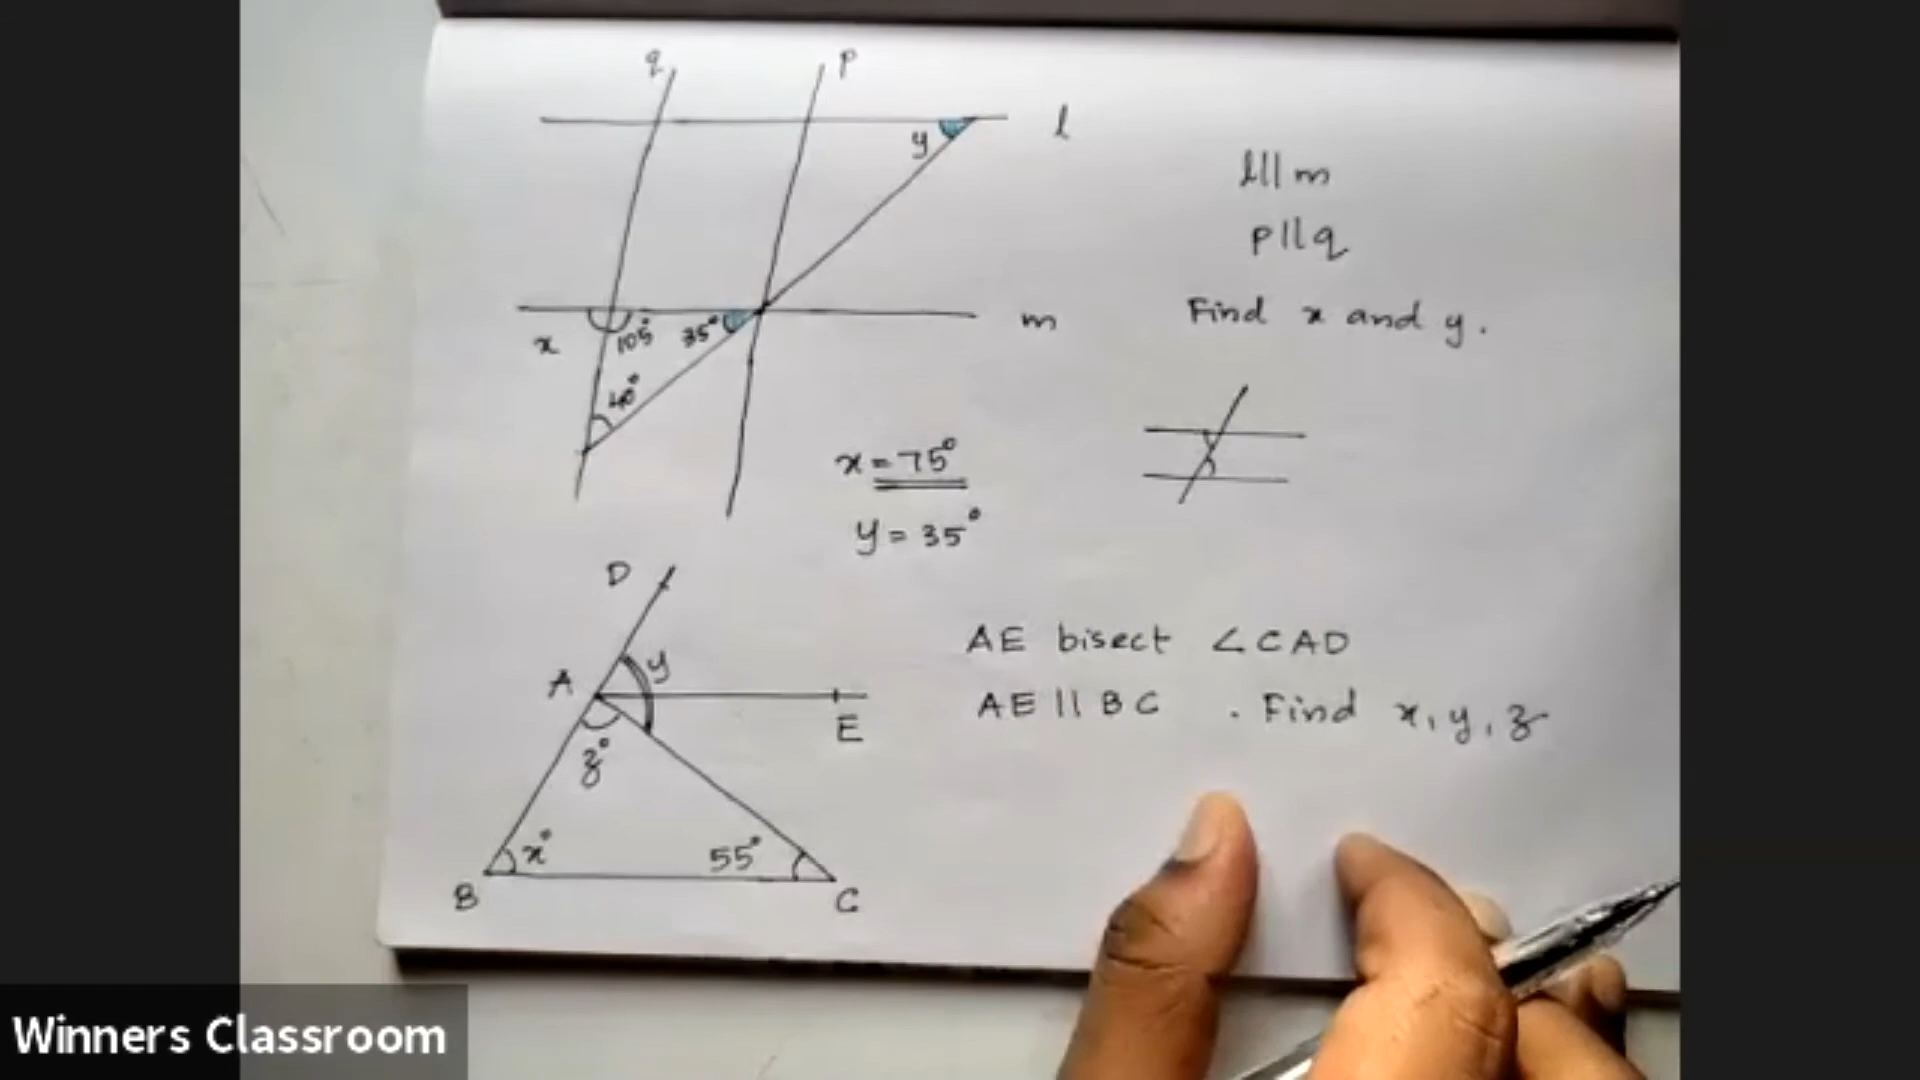 q p
l
y
l||m
p||q
m
Find x and y.
x 105° 35°
40°
x = 75°
y = 35°
D
y
A
E
z°
x° 55°
B C
AE bisect ∠CAD
AE || BC . Find x, y, z
Winners Classroom